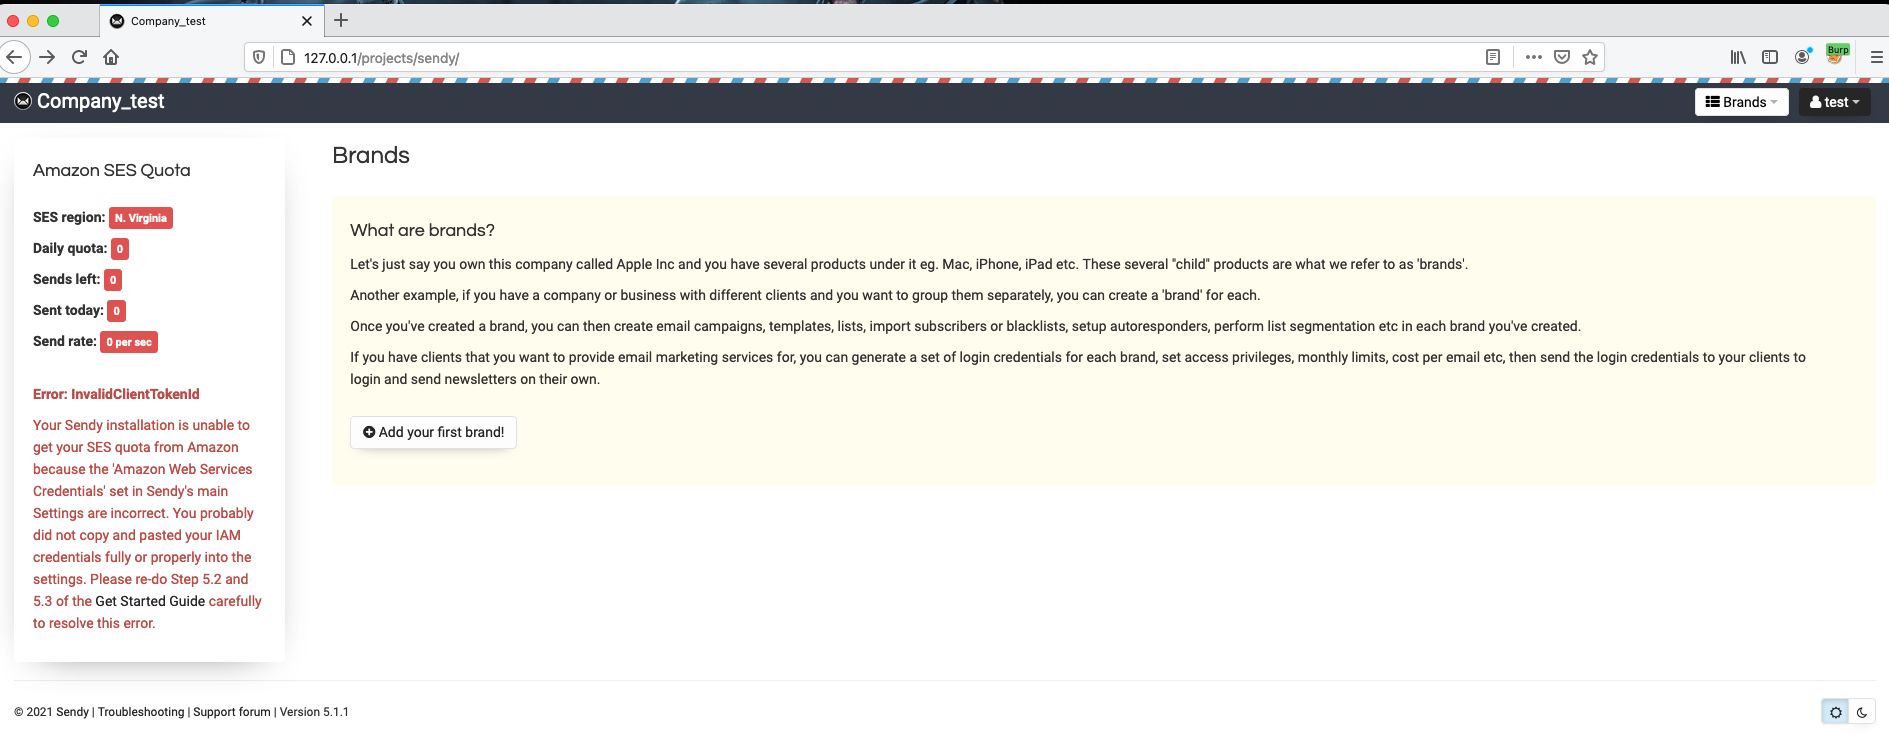 Company_test
127.0.0.1/projects/sendy/
Burp
Company_test
Brands
test
Amazon SES Quota
SES region: N. Virginia
Daily quota: 0
Sends left: 0
Sent today: 0
Send rate: 0 per sec
Error: InvalidClientTokenId
Your Sendy installation is unable to
get your SES quota from Amazon
because the 'Amazon Web Services
Credentials' set in Sendy's main
Settings are incorrect. You probably
did not copy and pasted your IAM
credentials fully or properly into the
settings. Please re-do Step 5.2 and
5.3 of the Get Started Guide carefully
to resolve this error.
Brands
What are brands?
Let's just say you own this company called Apple Inc and you have several products under it eg. Mac, iPhone, iPad etc. These several "child" products are what we refer to as 'brands'.
Another example, if you have a company or business with different clients and you want to group them separately, you can create a 'brand' for each.
Once you've created a brand, you can then create email campaigns, templates, lists, import subscribers or blacklists, setup autoresponders, perform list segmentation etc in each brand you've created.
If you have clients that you want to provide email marketing services for, you can generate a set of login credentials for each brand, set access privileges, monthly limits, cost per email etc, then send the login credentials to your clients to
login and send newsletters on their own.
Add your first brand!
© 2021 Sendy | Troubleshooting | Support forum | Version 5.1.1